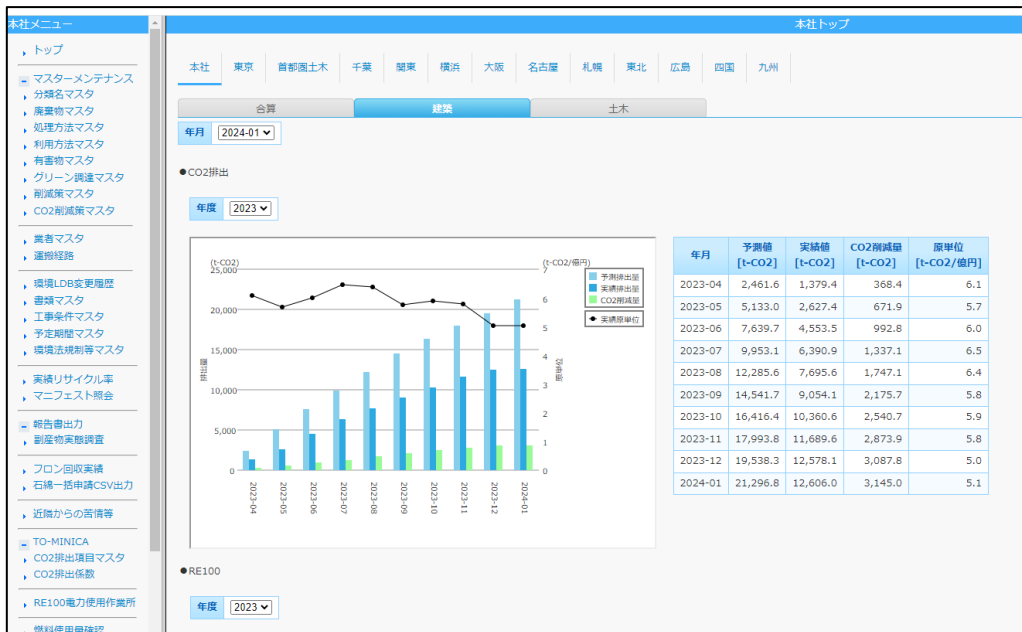 本社メニュー
トップ
マスターメンテナンス
分類名マスタ
廃棄物マスタ
処理方法マスタ
利用方法マスタ
有害物マスタ
グリーン調達マスタ
削減策マスタ
CO2削減策マスタ
業者マスタ
運搬経路
環境LDB変更履歴
書類マスタ
工事条件マスタ
予定期間マスタ
環境法規制等マスタ
実績リサイクル率
マニフェスト照会
報告書出力
副産物実態調査
フロン回収実績
石綿一括申請CSV出力
近隣からの苦情等
TO-MINICA
CO2排出項目マスタ
CO2排出係数
RE100電力使用作業所
燃料使用量確認
本社トップ
本社 東京 首都圏土木 千葉 関東 横浜 大阪 名古屋 札幌 東北 広島 四国 九州
合算 建築 土木
年月 2024-01
●CO2排出
年度 2023
(t-CO2) (t-CO2/億円)
25,000 7
20,000 6
5
15,000 4
10,000 3
2
5,000 1
0 0
排出量
原単位
2023-04 2023-05 2023-06 2023-07 2023-08 2023-09 2023-10 2023-11 2023-12 2024-01
予測排出量
実績排出量
CO2削減量
実績原単位
年月 予測値 [t-CO2] 実績値 [t-CO2] CO2削減量 [t-CO2] 原単位 [t-CO2/億円]
2023-04 2,461.6 1,379.4 368.4 6.1
2023-05 5,133.0 2,627.4 671.9 5.7
2023-06 7,639.7 4,553.5 992.8 6.0
2023-07 9,953.1 6,390.9 1,337.1 6.5
2023-08 12,285.6 7,695.6 1,747.1 6.4
2023-09 14,541.7 9,054.1 2,175.7 5.8
2023-10 16,416.4 10,360.6 2,540.7 5.9
2023-11 17,993.8 11,689.6 2,873.9 5.8
2023-12 19,538.3 12,578.1 3,087.8 5.0
2024-01 21,296.8 12,606.0 3,145.0 5.1
●RE100
年度 2023